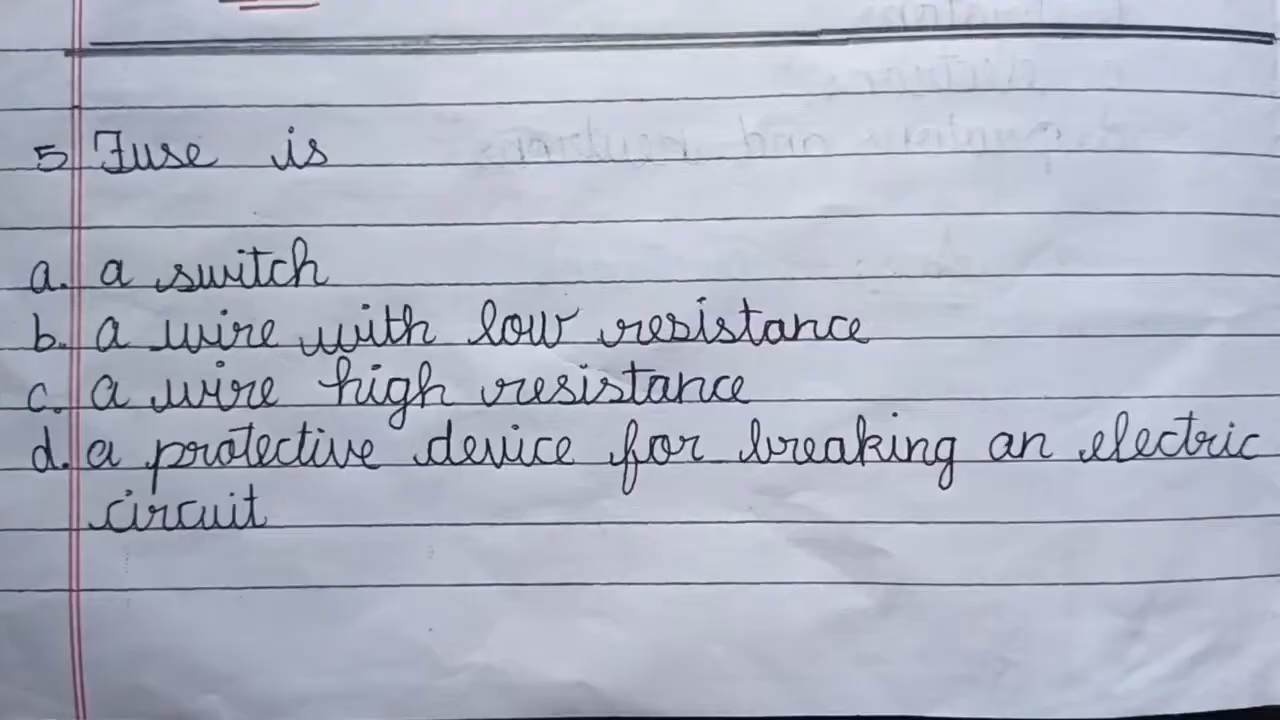 5 Fuse is
a. a switch
b. a wire with low resistance
c. a wire high resistance
d. a protective device for breaking an electric
circuit